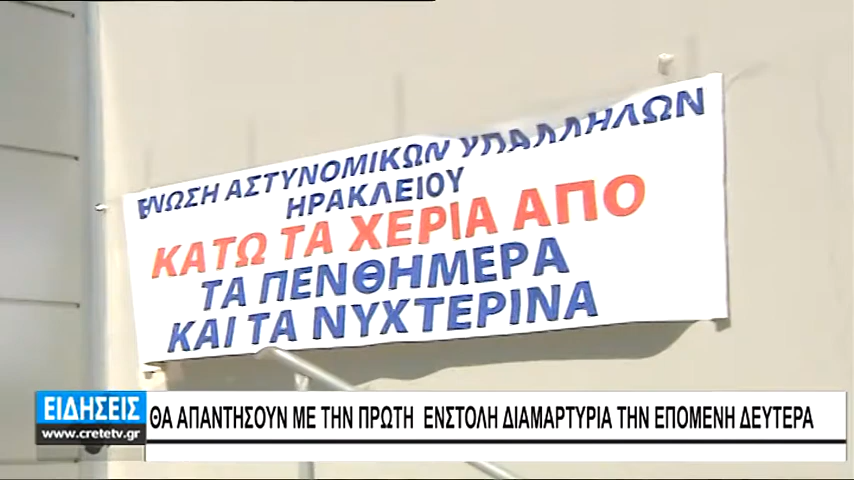 ΕΝΩΣΗ ΑΣΤΥΝΟΜΙΚΩΝ ΥΠΑΛΛΗΛΩΝ
ΗΡΑΚΛΕΙΟΥ
ΚΑΤΩ ΤΑ ΧΕΡΙΑ ΑΠΟ
ΤΑ ΠΕΝΘΗΜΕΡΑ
ΚΑΙ ΤΑ ΝΥΧΤΕΡΙΝΑ
ΕΙΔΗΣΕΙΣ
www.cretetv.gr
ΘΑ ΑΠΑΝΤΗΣΟΥΝ ΜΕ ΤΗΝ ΠΡΩΤΗ ΕΝΣΤΟΛΗ ΔΙΑΜΑΡΤΥΡΙΑ ΤΗΝ ΕΠΟΜΕΝΗ ΔΕΥΤΕΡΑ